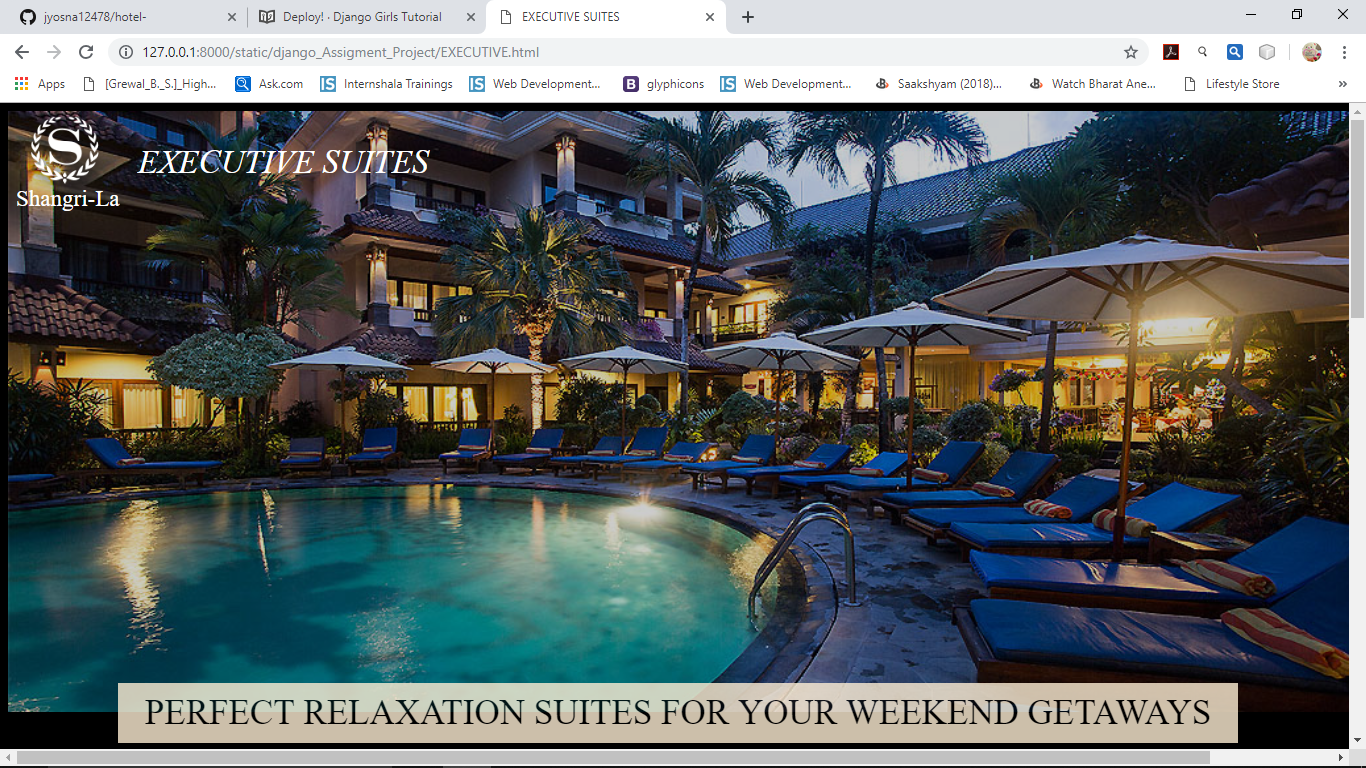 jyosna12478/hotel-
Deploy! · Django Girls Tutorial
EXECUTIVE SUITES
127.0.0.1:8000/static/django_Assigment_Project/EXECUTIVE.html
Apps
[Grewal_B._S.]_High...
Ask.com
Internshala Trainings
Web Development...
glyphicons
Web Development...
Saakshyam (2018)...
Watch Bharat Ane...
Lifestyle Store
S
EXECUTIVE SUITES
Shangri-La
PERFECT RELAXATION SUITES FOR YOUR WEEKEND GETAWAYS